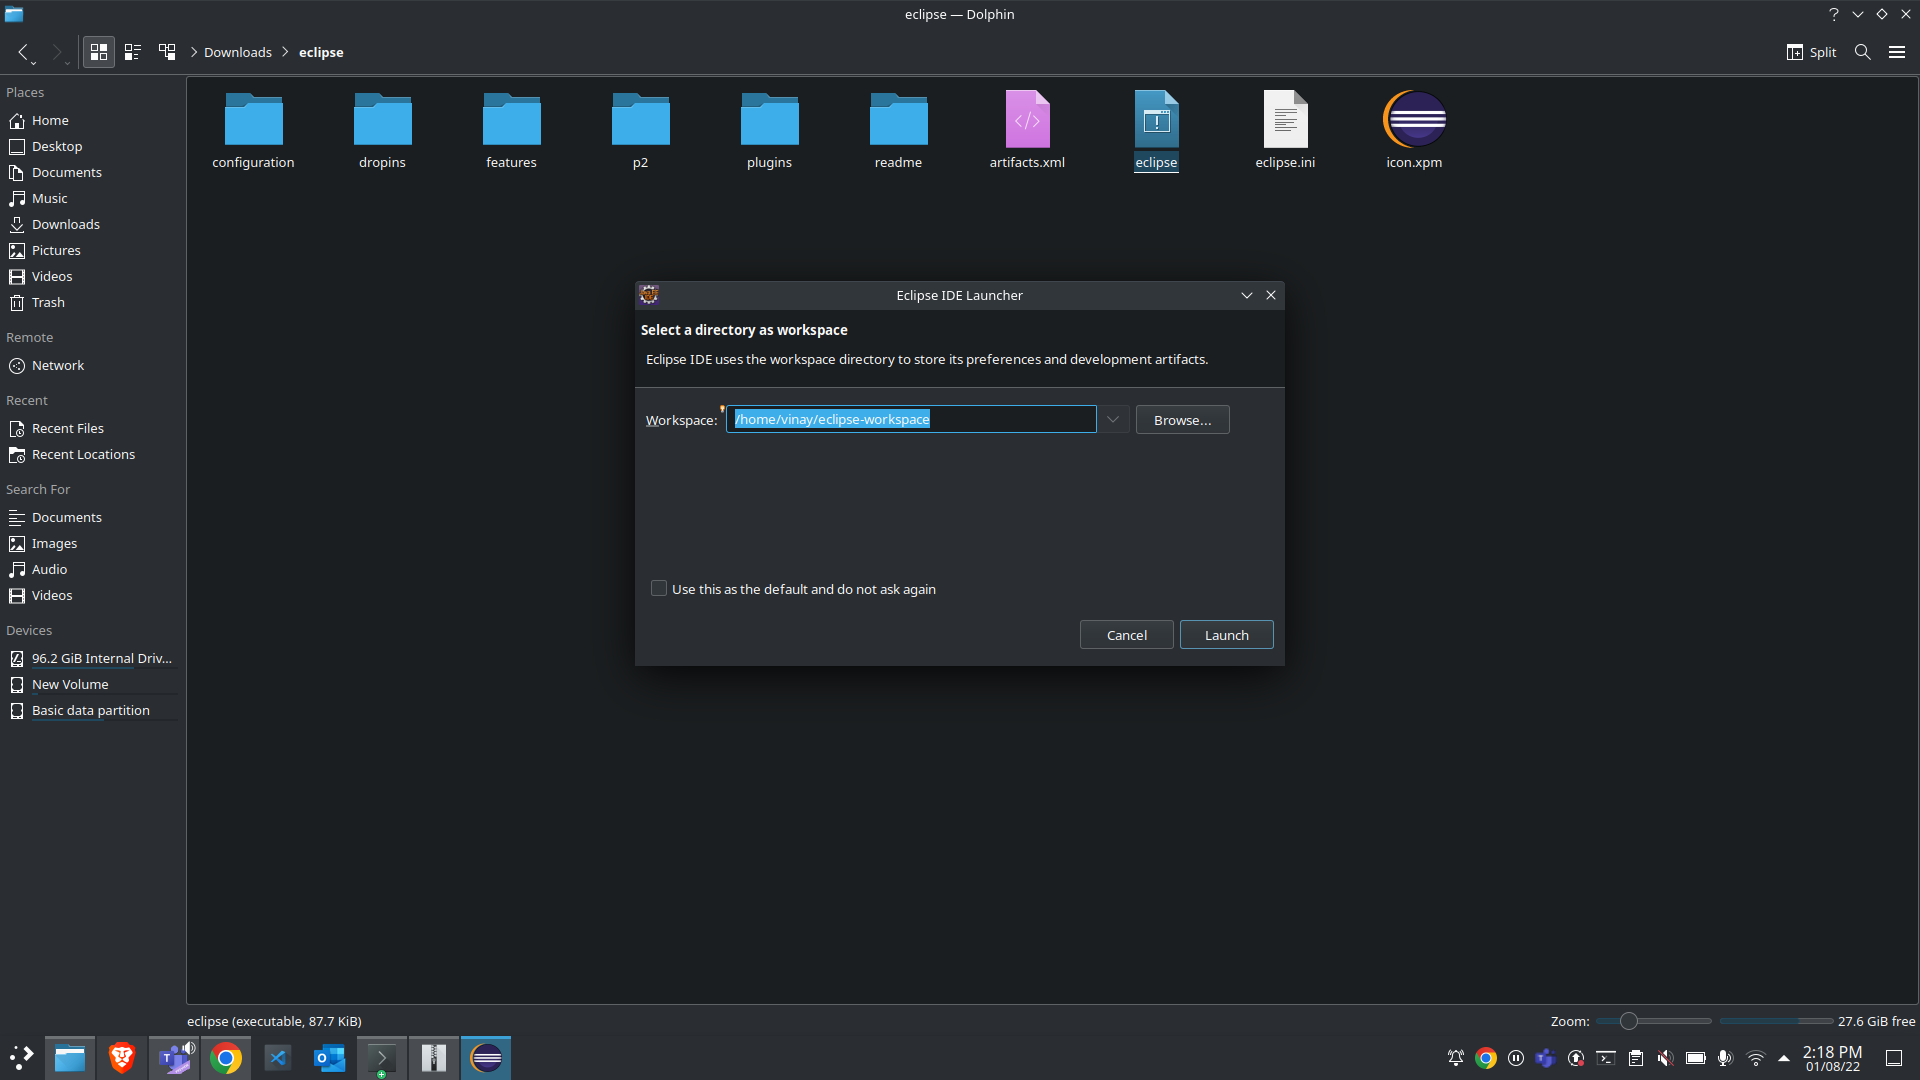 eclipse — Dolphin
Downloads
eclipse
Split
Places
Home
Desktop
Documents
Music
Downloads
Pictures
Videos
Trash
Remote
Network
Recent
Recent Files
Recent Locations
Search For
Documents
Images
Audio
Videos
Devices
96.2 GiB Internal Driv...
New Volume
Basic data partition
configuration
dropins
features
p2
plugins
readme
artifacts.xml
eclipse
eclipse.ini
icon.xpm
Eclipse IDE Launcher
Select a directory as workspace
Eclipse IDE uses the workspace directory to store its preferences and development artifacts.
Workspace: /home/vinay/eclipse-workspace Browse...
Use this as the default and do not ask again
Cancel Launch
eclipse (executable, 87.7 KiB)
Zoom: 27.6 GiB free
2:18 PM
01/08/22